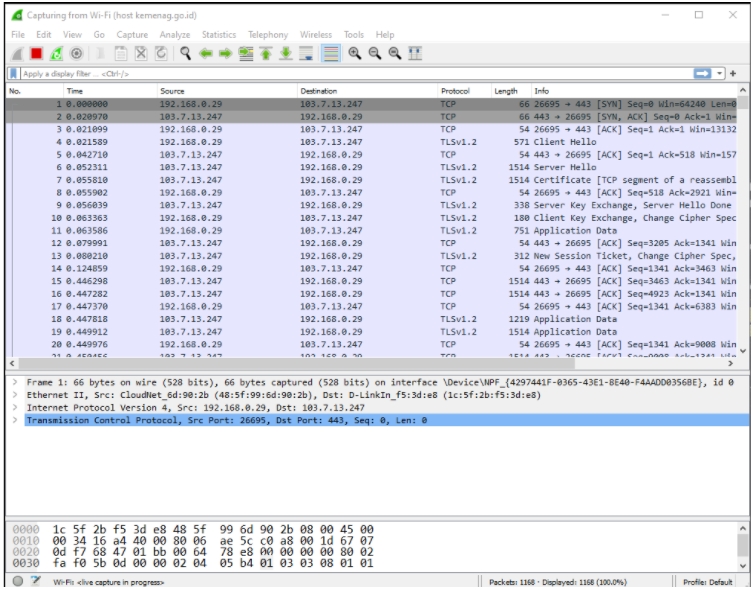 Capturing from Wi-Fi (host kemenag.go.id)
File Edit View Go Capture Analyze Statistics Telephony Wireless Tools Help
Apply a display filter ... <Ctrl-/>
No. Time Source Destination Protocol Length Info
1 0.000000 192.168.0.29 103.7.13.247 TCP 66 26695 → 443 [SYN] Seq=0 Win=64240 Len=0
2 0.020970 103.7.13.247 192.168.0.29 TCP 66 443 → 26695 [SYN, ACK] Seq=0 Ack=1 Win=
3 0.021099 192.168.0.29 103.7.13.247 TCP 54 26695 → 443 [ACK] Seq=1 Ack=1 Win=13132
4 0.021589 192.168.0.29 103.7.13.247 TLSv1.2 571 Client Hello
5 0.042710 103.7.13.247 192.168.0.29 TCP 54 443 → 26695 [ACK] Seq=1 Ack=518 Win=157
6 0.052311 103.7.13.247 192.168.0.29 TLSv1.2 1514 Server Hello
7 0.055810 103.7.13.247 192.168.0.29 TLSv1.2 1514 Certificate [TCP segment of a reassembl
8 0.055902 192.168.0.29 103.7.13.247 TCP 54 26695 → 443 [ACK] Seq=518 Ack=2921 Win=
9 0.056039 103.7.13.247 192.168.0.29 TLSv1.2 338 Server Key Exchange, Server Hello Done
10 0.063363 192.168.0.29 103.7.13.247 TLSv1.2 180 Client Key Exchange, Change Cipher Spec
11 0.063586 192.168.0.29 103.7.13.247 TLSv1.2 751 Application Data
12 0.079991 103.7.13.247 192.168.0.29 TCP 54 443 → 26695 [ACK] Seq=3205 Ack=1341 Win
13 0.080210 103.7.13.247 192.168.0.29 TLSv1.2 312 New Session Ticket, Change Cipher Spec,
14 0.124859 192.168.0.29 103.7.13.247 TCP 54 26695 → 443 [ACK] Seq=1341 Ack=3463 Win
15 0.446298 103.7.13.247 192.168.0.29 TCP 1514 443 → 26695 [ACK] Seq=3463 Ack=1341 Win
16 0.447282 103.7.13.247 192.168.0.29 TCP 1514 443 → 26695 [ACK] Seq=4923 Ack=1341 Win
17 0.447370 192.168.0.29 103.7.13.247 TCP 54 26695 → 443 [ACK] Seq=1341 Ack=6383 Win
18 0.447818 103.7.13.247 192.168.0.29 TLSv1.2 1219 Application Data
19 0.449912 103.7.13.247 192.168.0.29 TLSv1.2 1514 Application Data
20 0.449976 192.168.0.29 103.7.13.247 TCP 54 26695 → 443 [ACK] Seq=1341 Ack=9008 Win
Frame 1: 66 bytes on wire (528 bits), 66 bytes captured (528 bits) on interface \Device\NPF_{4297441F-0365-43E1-8E40-F4AADD0356BE}, id 0
Ethernet II, Src: CloudNet_6d:90:2b (48:5f:99:6d:90:2b), Dst: D-LinkIn_f5:3d:e8 (1c:5f:2b:f5:3d:e8)
Internet Protocol Version 4, Src: 192.168.0.29, Dst: 103.7.13.247
Transmission Control Protocol, Src Port: 26695, Dst Port: 443, Seq: 0, Len: 0
0000 1c 5f 2b f5 3d e8 48 5f 99 6d 90 2b 08 00 45 00
0010 00 34 16 a4 40 00 80 06 ae 5c c0 a8 00 1d 67 07
0020 0d f7 68 47 01 bb 00 64 78 e8 00 00 00 00 80 02
0030 fa f0 5b 0d 00 00 02 04 05 b4 01 03 03 08 01 01
Wi-Fi: <live capture in progress> Packets: 1168 · Displayed: 1168 (100.0%) Profile: Default